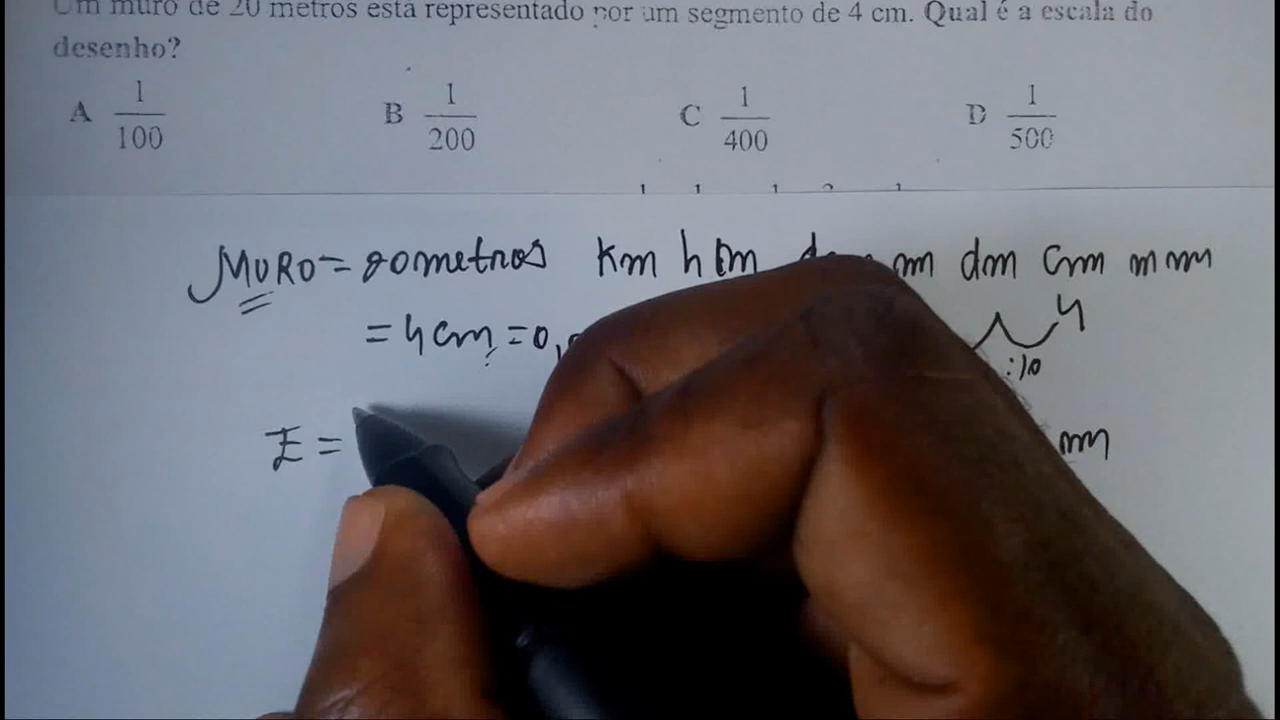 Um muro de 20 metros está representado por um segmento de 4 cm. Qual é a escala do
desenho?
A 1/100 B 1/200 C 1/400 D 1/500
MURO = 20 metros km hm m dm cm mm
= 4 cm = 0, 4
:10
E = mm